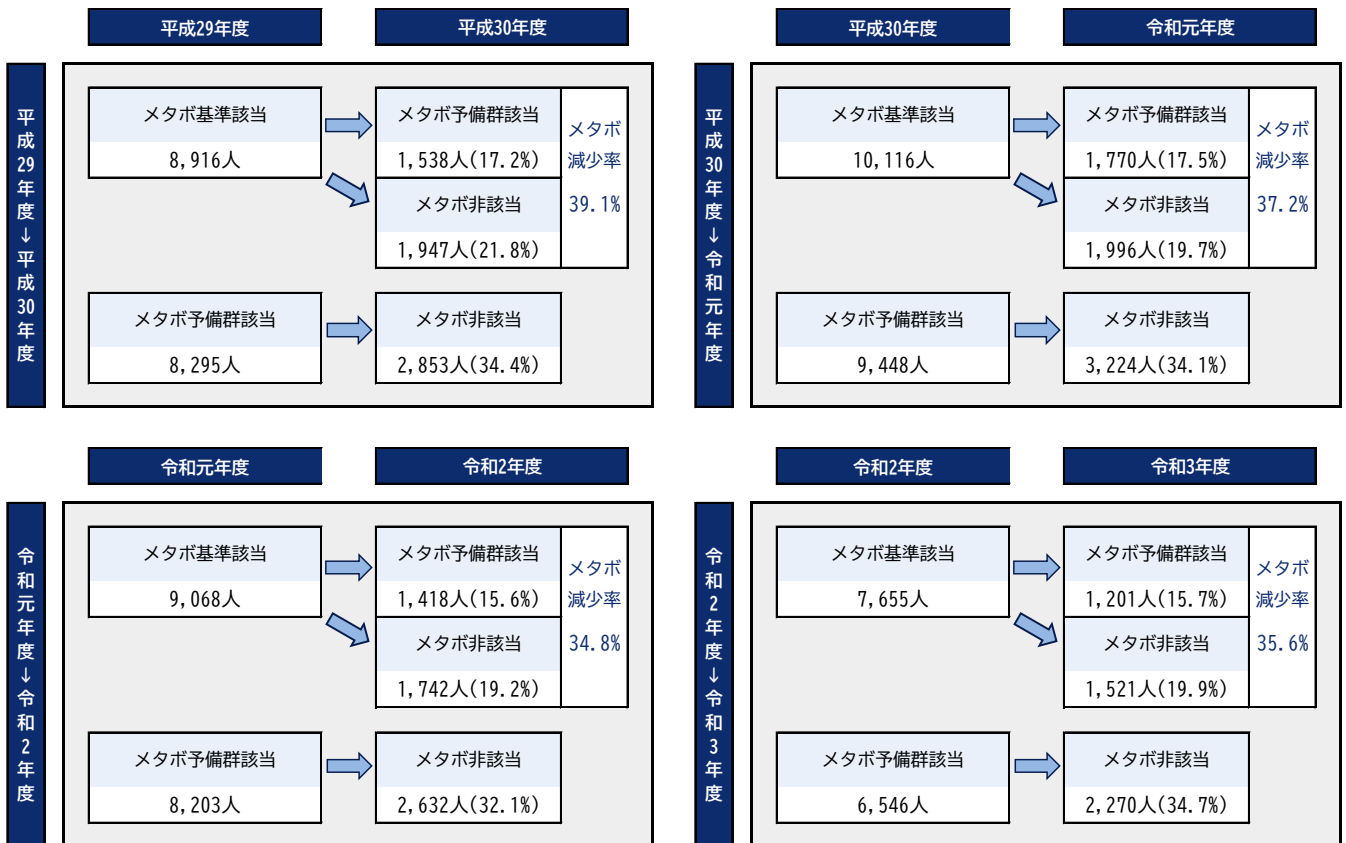 平成29年度
平成30年度
平成29年度→平成30年度
メタボ基準該当
8,916人
メタボ予備群該当
1,538人(17.2%)
メタボ非該当
1,947人(21.8%)
メタボ
減少率
39.1%
メタボ予備群該当
8,295人
メタボ非該当
2,853人(34.4%)
平成30年度
令和元年度
平成30年度→令和元年度
メタボ基準該当
10,116人
メタボ予備群該当
1,770人(17.5%)
メタボ非該当
1,996人(19.7%)
メタボ
減少率
37.2%
メタボ予備群該当
9,448人
メタボ非該当
3,224人(34.1%)
令和元年度
令和2年度
令和元年度→令和2年度
メタボ基準該当
9,068人
メタボ予備群該当
1,418人(15.6%)
メタボ非該当
1,742人(19.2%)
メタボ
減少率
34.8%
メタボ予備群該当
8,203人
メタボ非該当
2,632人(32.1%)
令和2年度
令和3年度
令和2年度→令和3年度
メタボ基準該当
7,655人
メタボ予備群該当
1,201人(15.7%)
メタボ非該当
1,521人(19.9%)
メタボ
減少率
35.6%
メタボ予備群該当
6,546人
メタボ非該当
2,270人(34.7%)